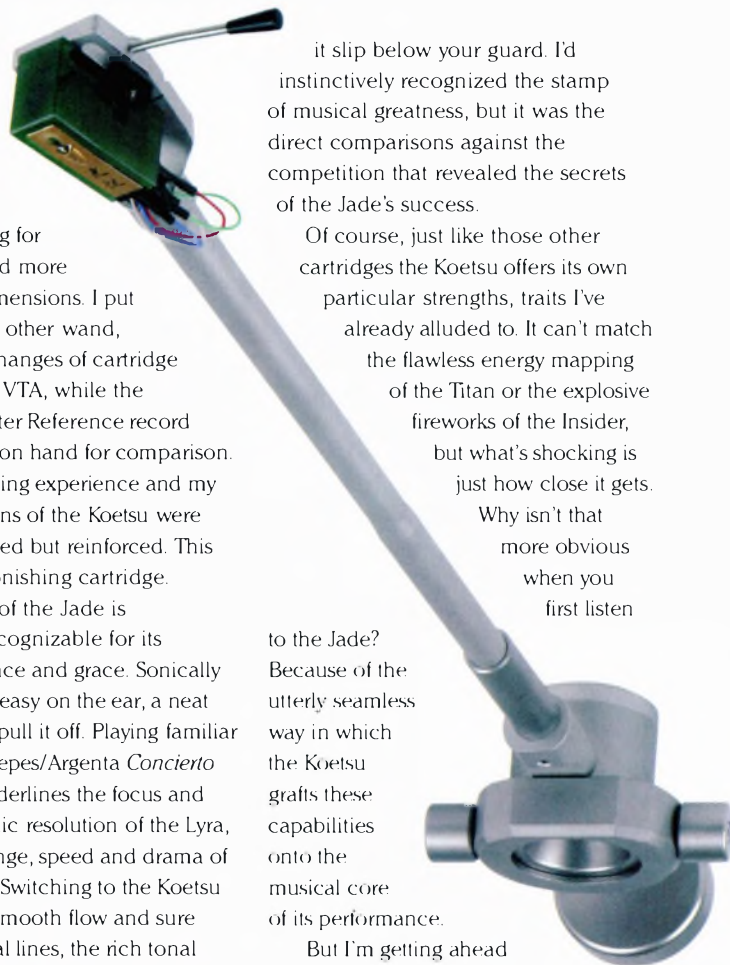 g for
d more
nensions. I put
other wand,
nanges of cartridge
VTA, while the
ter Reference record
on hand for comparison.
ing experience and my
ns of the Koetsu were
ed but reinforced. This
onishing cartridge.
of the Jade is
cognizable for its
nce and grace. Sonically
easy on the ear, a neat
pull it off. Playing familiar
epes/Argenta Concierto
derlines the focus and
ic resolution of the Lyra,
nge, speed and drama of
Switching to the Koetsu
mooth flow and sure
al lines, the rich tonal
it slip below your guard. I'd
instinctively recognized the stamp
of musical greatness, but it was the
direct comparisons against the
competition that revealed the secrets
of the Jade's success.
Of course, just like those other
cartridges the Koetsu offers its own
particular strengths, traits I've
already alluded to. It can't match
the flawless energy mapping
of the Titan or the explosive
fireworks of the Insider,
but what's shocking is
just how close it gets.
Why isn't that
more obvious
when you
first listen
to the Jade?
Because of the
utterly seamless
way in which
the Koetsu
grafts these
capabilities
onto the
musical core
of its performance.
But I'm getting ahead